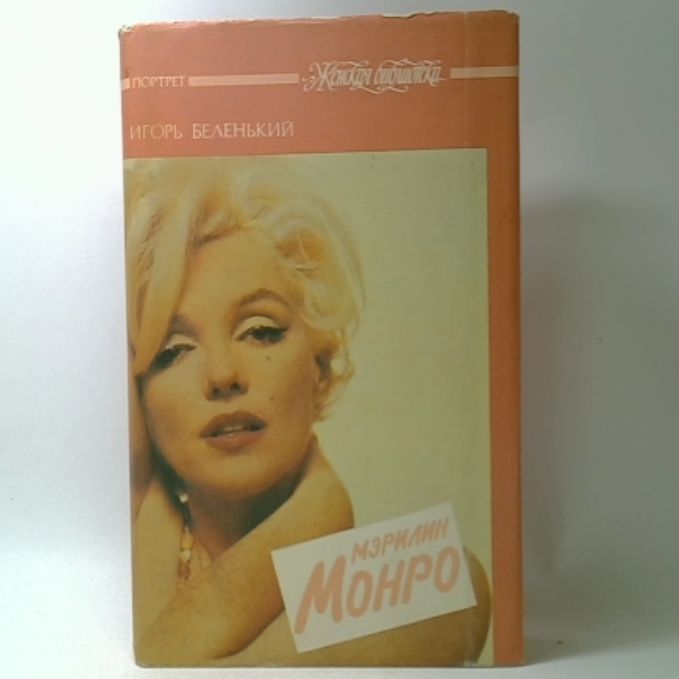 ПОРТРЕТ
Женская библиотека
ИГОРЬ БЕЛЕНЬКИЙ
МЭРИЛИН
МОНРО